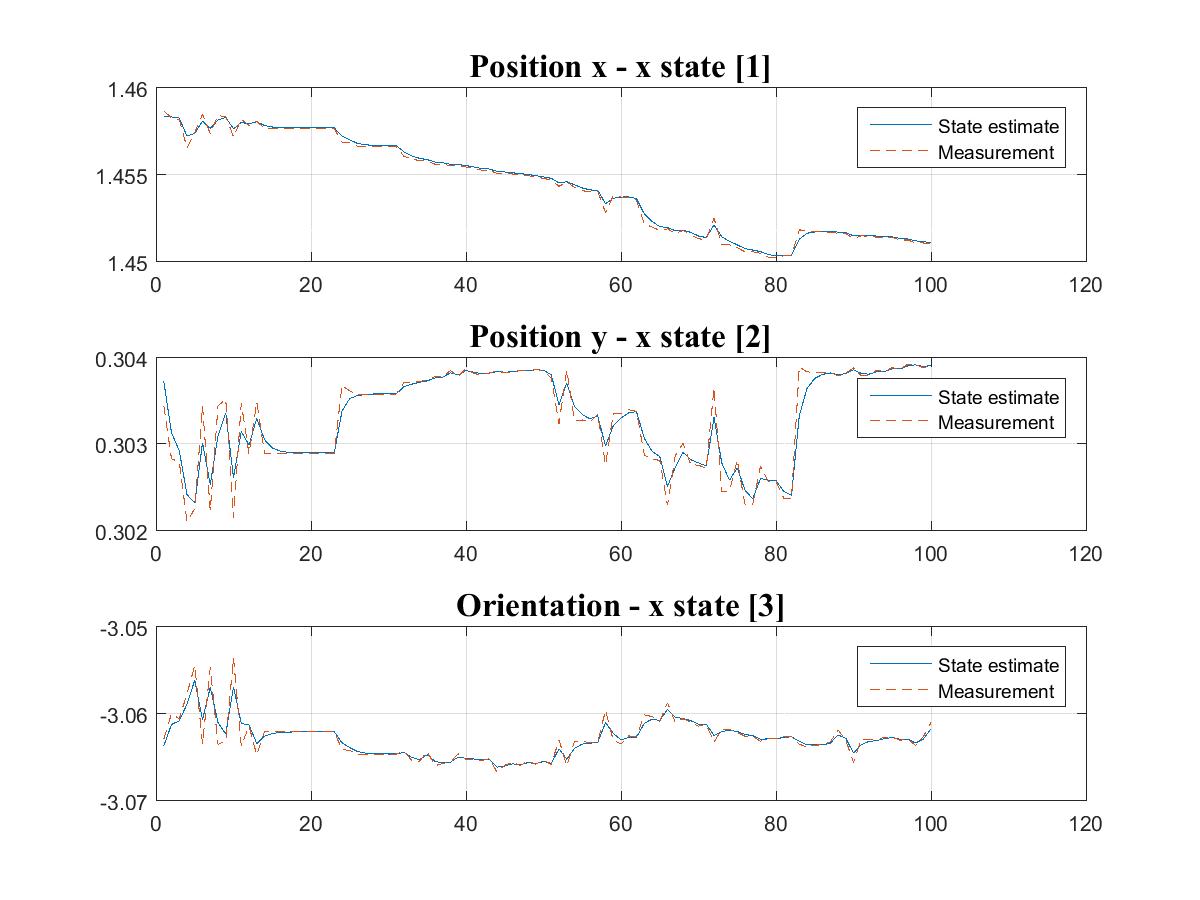 Position x - x state [1]
1.46
1.455
1.45
State estimate
Measurement
0 20 40 60 80 100 120
Position y - x state [2]
0.304
0.303
0.302
State estimate
Measurement
0 20 40 60 80 100 120
Orientation - x state [3]
-3.05
-3.06
-3.07
State estimate
Measurement
0 20 40 60 80 100 120